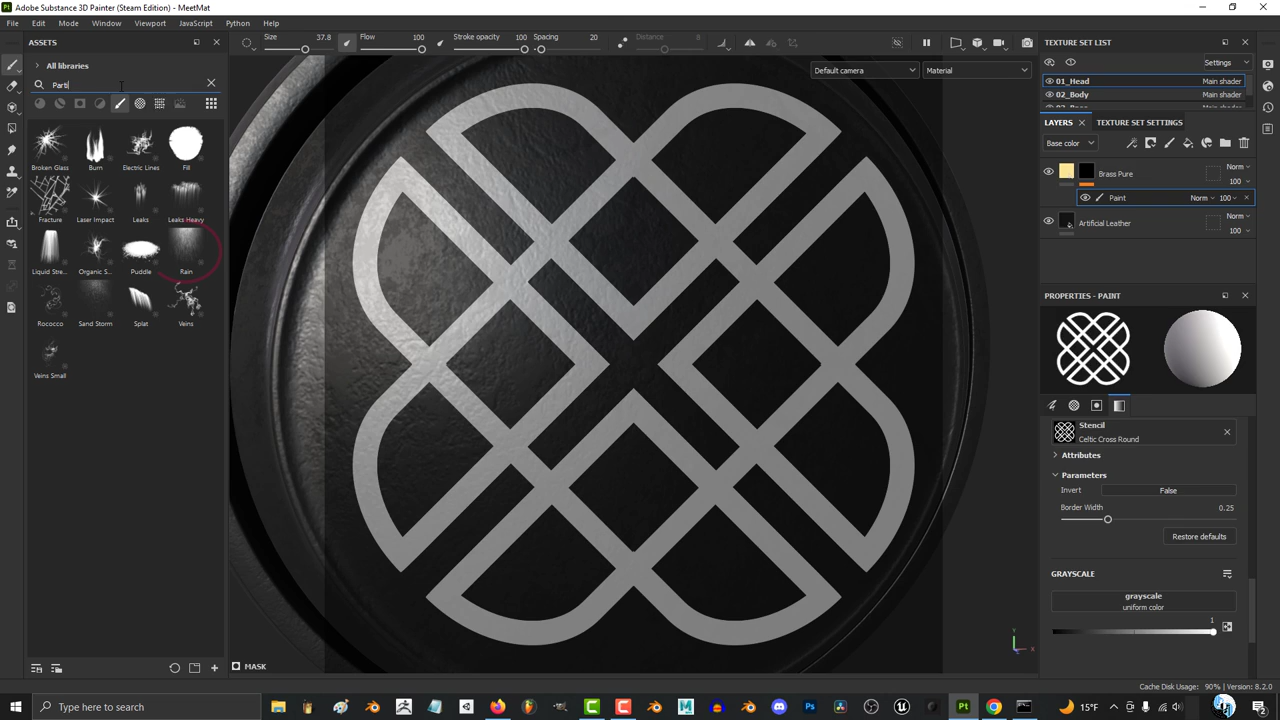 Adobe Substance 3D Painter (Steam Edition) - MeetMat
File Edit Mode Window Viewport JavaScript Python Help
ASSETS
Size 37.8 Flow 100 Stroke opacity 100 Spacing 20 Distance 8
All libraries
Parti
Default camera
Material
Broken Glass Burn Electric Lines Fill
Fracture Laser Impact Leaks Leaks Heavy
Liquid Stre... Organic S... Puddle Rain
Rococco Sand Storm Splat Veins
Veins Small
MASK
Y
X
TEXTURE SET LIST
Settings
01_Head Main shader
02_Body Main shader
LAYERS TEXTURE SET SETTINGS
Base color
Brass Pure Norm
100
Paint Norm 100
Artificial Leather Norm
100
PROPERTIES - PAINT
Stencil
Celtic Cross Round
Attributes
Parameters
Invert False
Border Width 0.25
Restore defaults
GRAYSCALE
grayscale
uniform color
1
Cache Disk Usage: 90% | Version: 8.2.0
Type here to search
14°F
7:22 PM